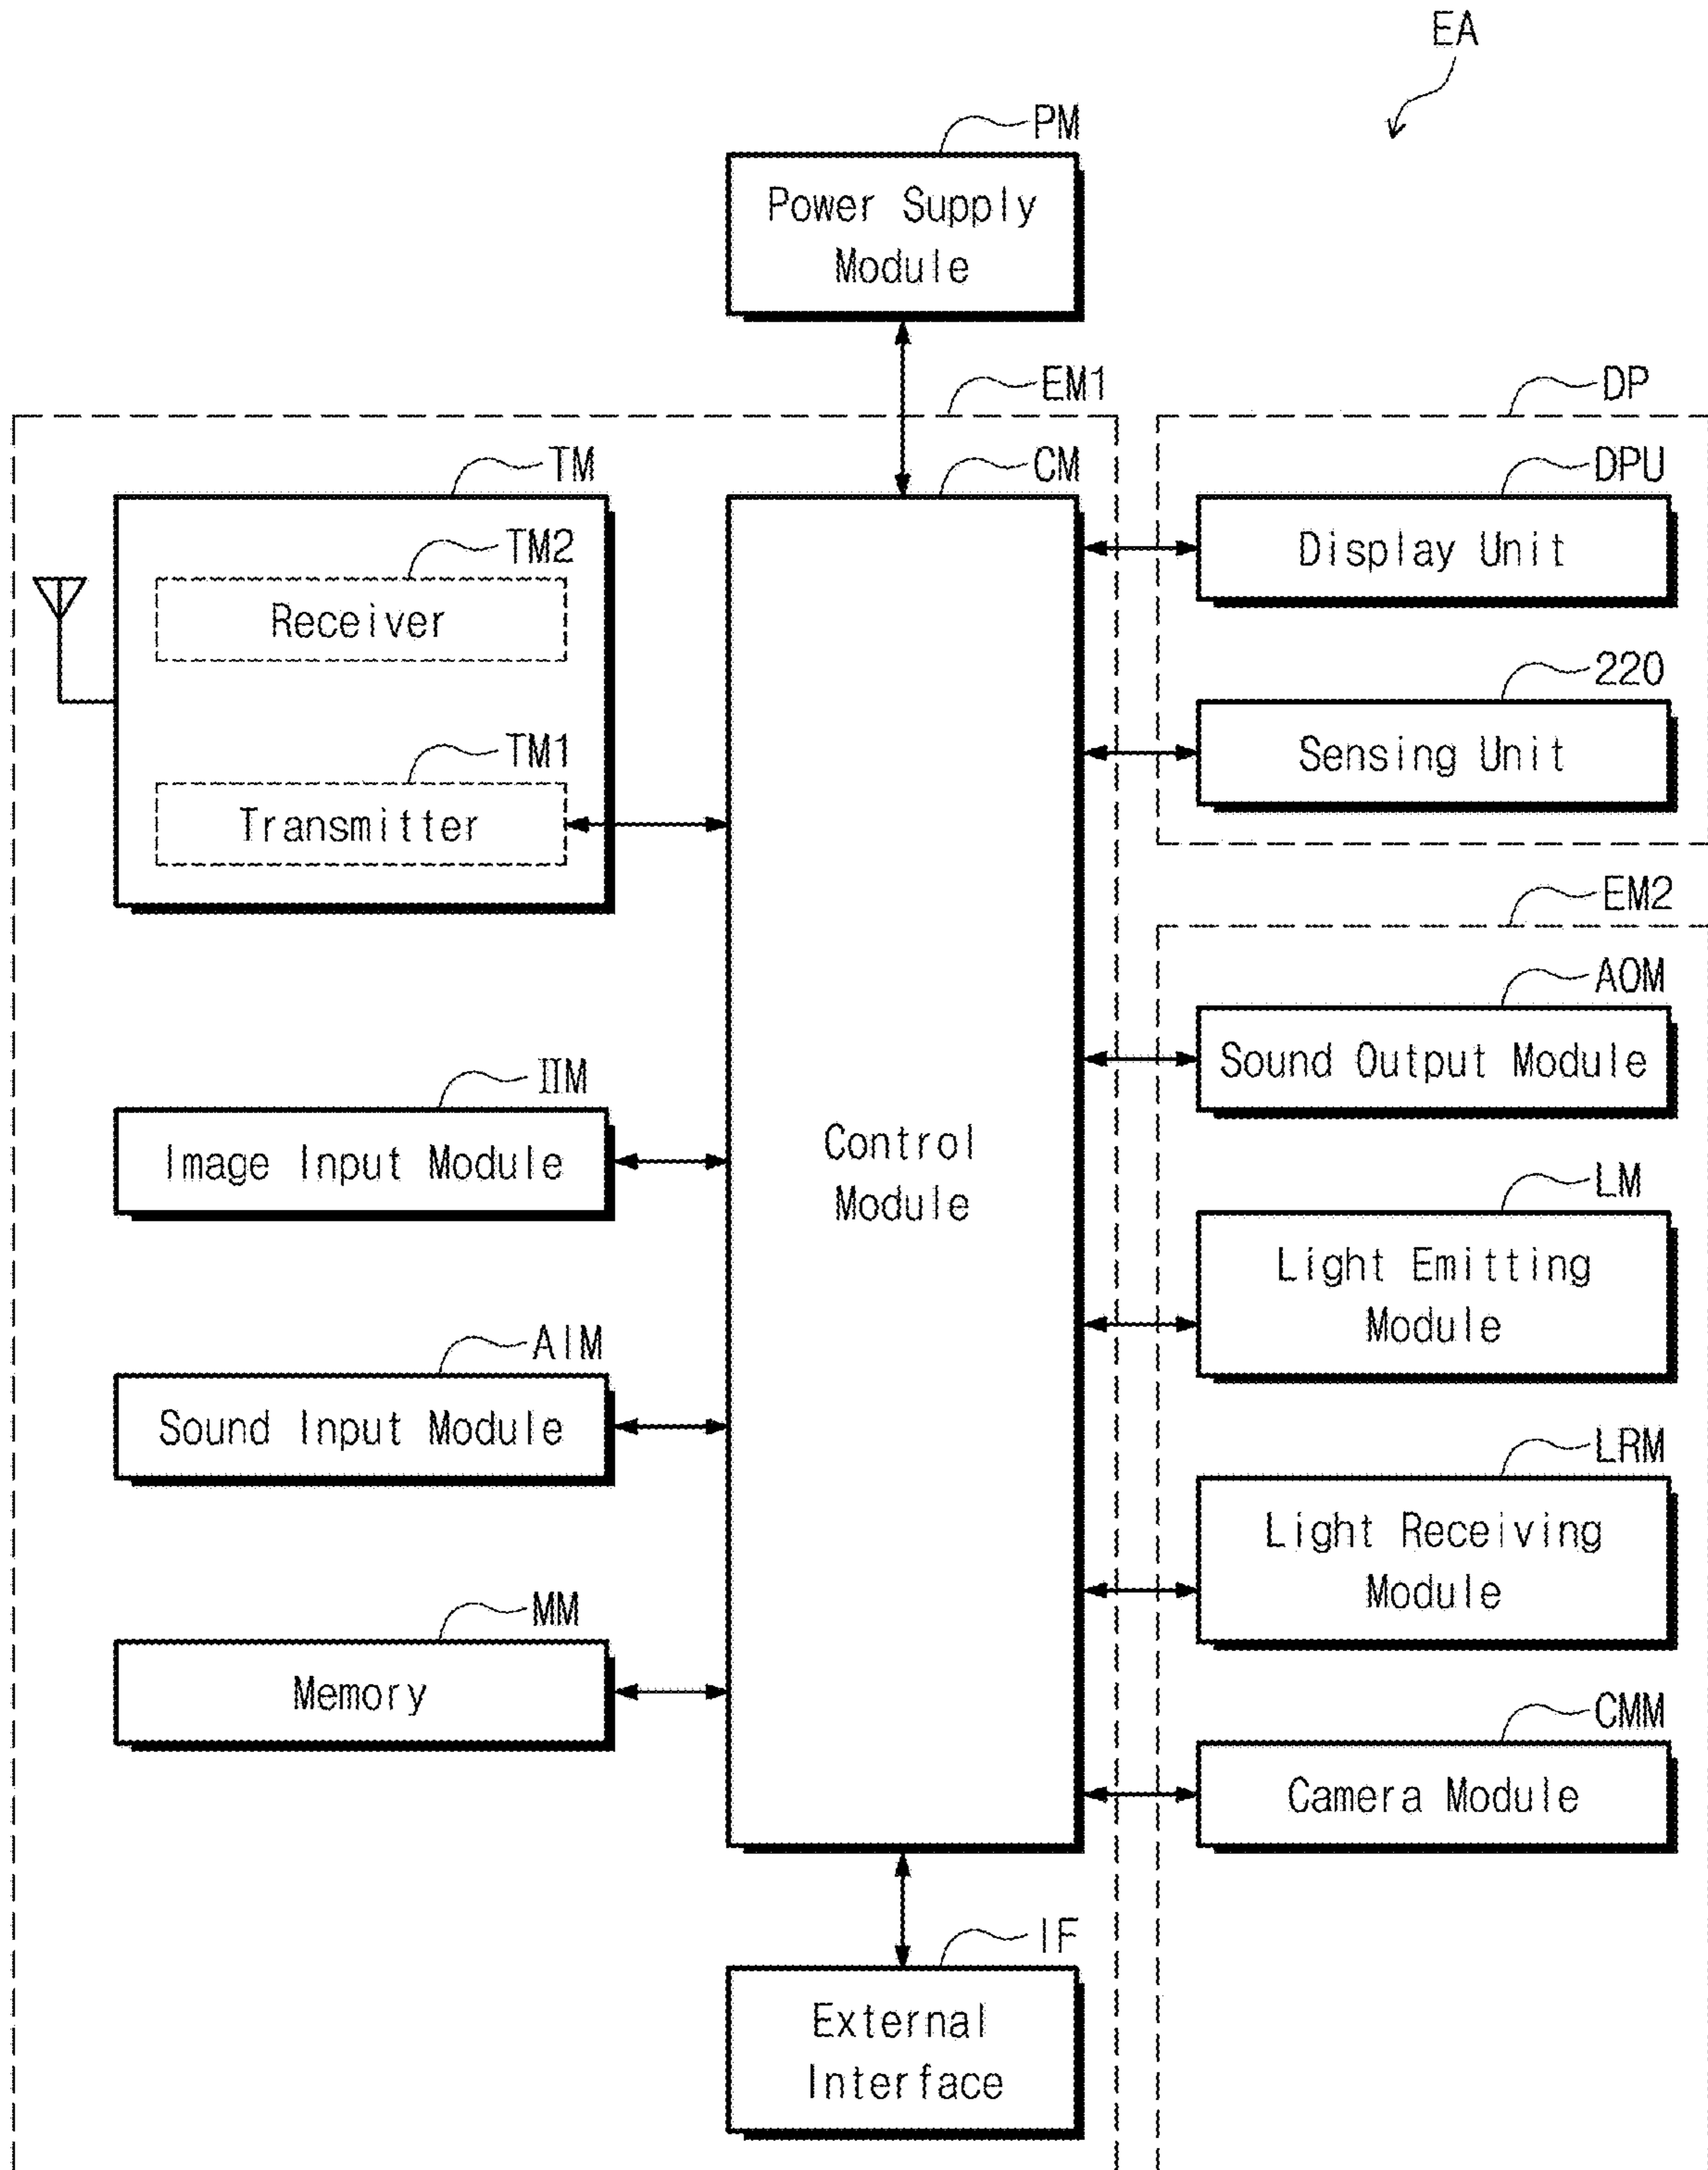 EA
PM
Power Supply
Module
EM1
DP
TM
CM
DPU
TM2
Display Unit
Receiver
220
TM1
Sensing Unit
Transmitter
EM2
AOM
Sound Output Module
IIM
Image Input Module
Control
Module
LM
Light Emitting
Module
AIM
Sound Input Module
LRM
Light Receiving
Module
MM
Memory
CMM
Camera Module
IF
External
Interface